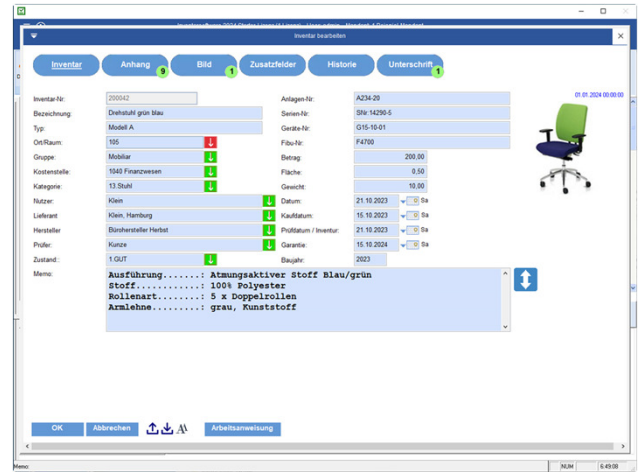 Inventar bearbeiten
Inventar
Anhang 9
Bild 1
Zusatzfelder
Historie
Unterschrift 1
01.01.2024 00:00:00
Inventar-Nr: 200042 Anlagen-Nr: A234-20
Bezeichnung: Drehstuhl grün blau Serien-Nr: SNr:14290-5
Typ: Modell A Geräte-Nr: G15-10-01
Ort/Raum: 105 Fibu-Nr: F4700
Gruppe: Mobiliar Betrag: 200,00
Kostenstelle: 1040 Finanzwesen Fläche: 0,50
Kategorie: 13.Stuhl Gewicht: 10,00
Nutzer: Klein Datum: 21.10.2023 Sa
Lieferant Klein, Hamburg Kaufdatum: 15.10.2023 Sa
Hersteller Bürohersteller Herbst Prüfdatum / Inventur: 21.10.2023 Sa
Prüfer: Kunze Garantie: 15.10.2024 Sa
Zustand: 1.GUT Baujahr: 2023
Memo: Ausführung.......: Atmungsaktiver Stoff Blau/grün
Stoff............: 100% Polyester
Rollenart........: 5 x Doppelrollen
Armlehne.........: grau, Kunststoff
OK
Abbrechen
Arbeitsanweisung
Memo: NUM 6:49:08